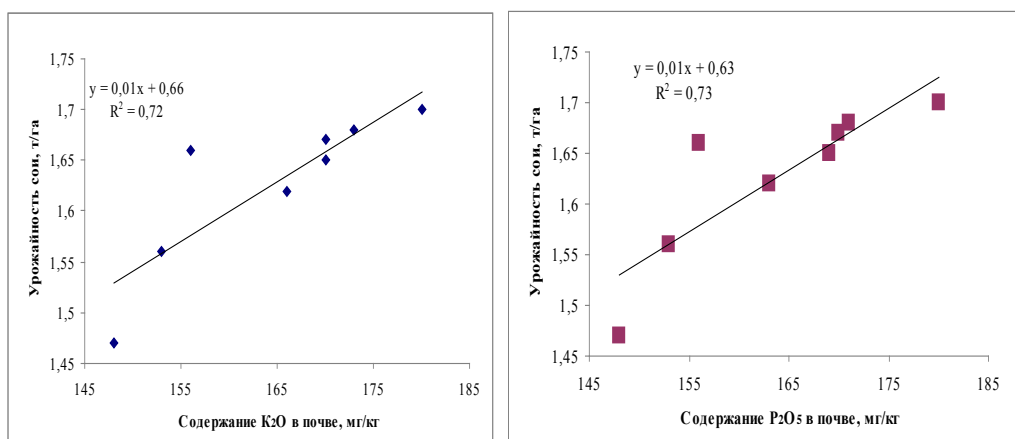 1,75
1,7
1,65
1,6
1,55
1,5
1,45
Урожайность сои, т/га
y = 0,01x + 0,66
R² = 0,72
145 155 165 175 185
Содержание К₂О в почве, мг/кг
1,75
1,7
1,65
1,6
1,55
1,5
1,45
Урожайность сои, т/га
y = 0,01x + 0,63
R² = 0,73
145 155 165 175 185
Содержание Р₂О₅ в почве, мг/кг